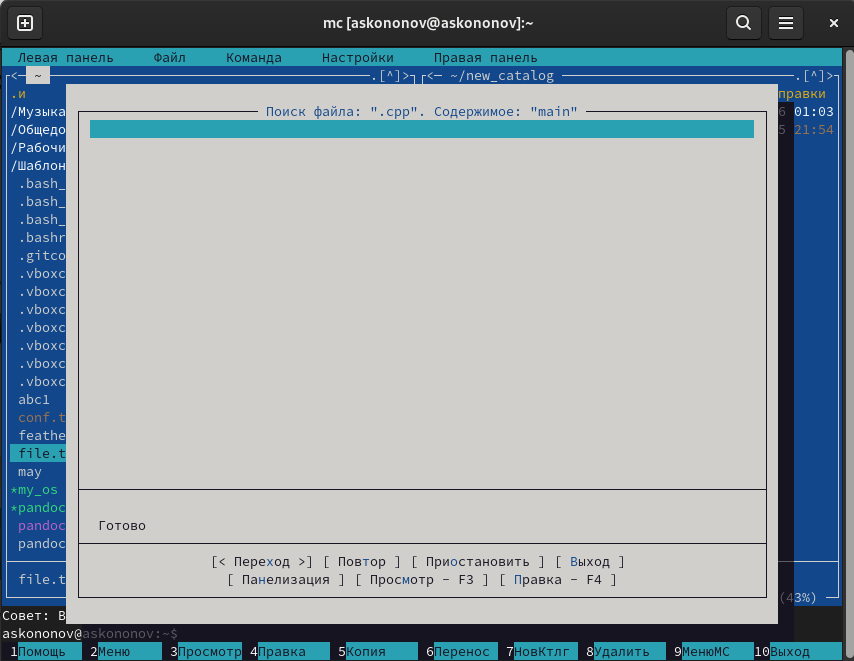 mc [askononov@askononov]:~
Левая панель Файл Команда Настройки Правая панель
<— ~ .[^]> <— ~/new_catalog .[^]>
.и правки
/Музыка 6 01:03
/Общедо 5 21:54
/Рабочи
/Шаблон
.bash_
.bash_
.bash_
.bashr
.gitco
.vboxc
.vboxc
.vboxc
.vboxc
.vboxc
.vboxc
.vboxc
abc1
conf.t
feathe
file.t
may
*my_os
*pandoc
pandoc
pandoc
file.t (43%)
Поиск файла: ".cpp". Содержимое: "main"
Готово
[< Переход >] [ Повтор ] [ Приостановить ] [ Выход ]
[ Панелизация ] [ Просмотр - F3 ] [ Правка - F4 ]
Совет: В
askononov@askononov:~$
1Помощь 2Меню 3Просмотр 4Правка 5Копия 6Перенос 7НовКтлг 8Удалить 9МенюМС 10Выход